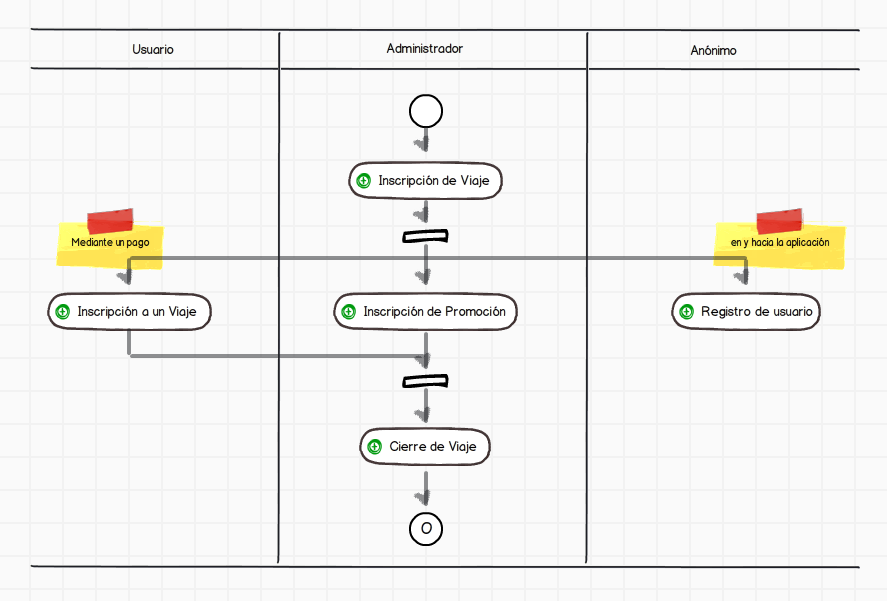 Usuario
Administrador
Anónimo
Inscripción de Viaje
Mediante un pago
en y hacia la aplicación
Inscripción a un Viaje
Inscripción de Promoción
Registro de usuario
Cierre de Viaje
O